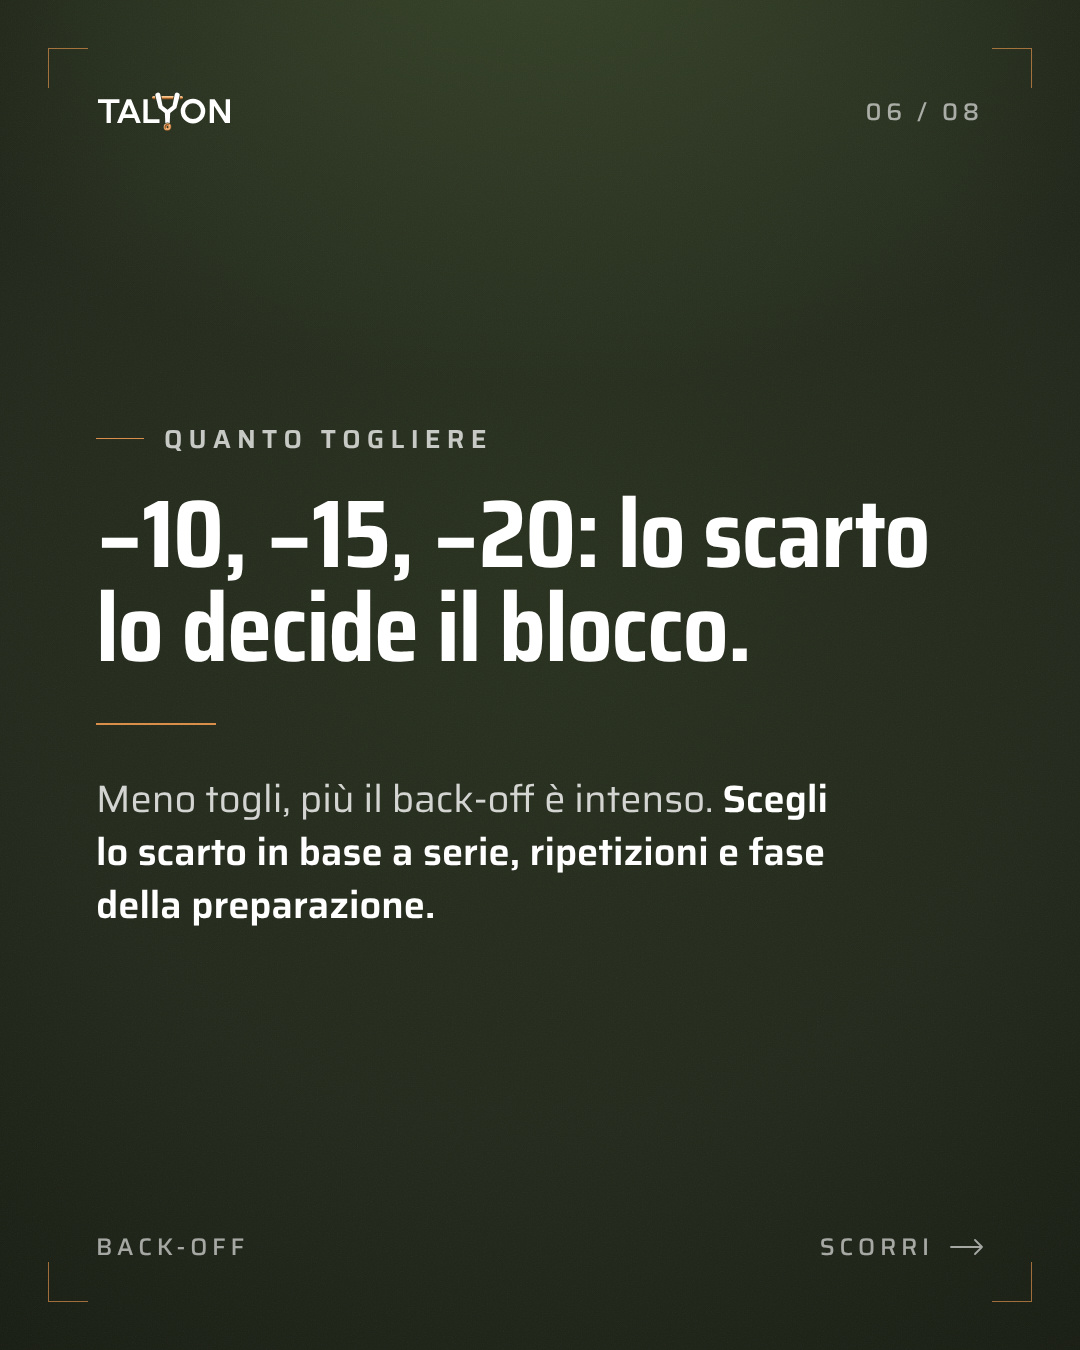 TALYON
06 / 08
QUANTO TOGLIERE
–10, –15, –20: lo scarto
lo decide il blocco.
Meno togli, più il back-off è intenso. Scegli
lo scarto in base a serie, ripetizioni e fase
della preparazione.
BACK-OFF
SCORRI →